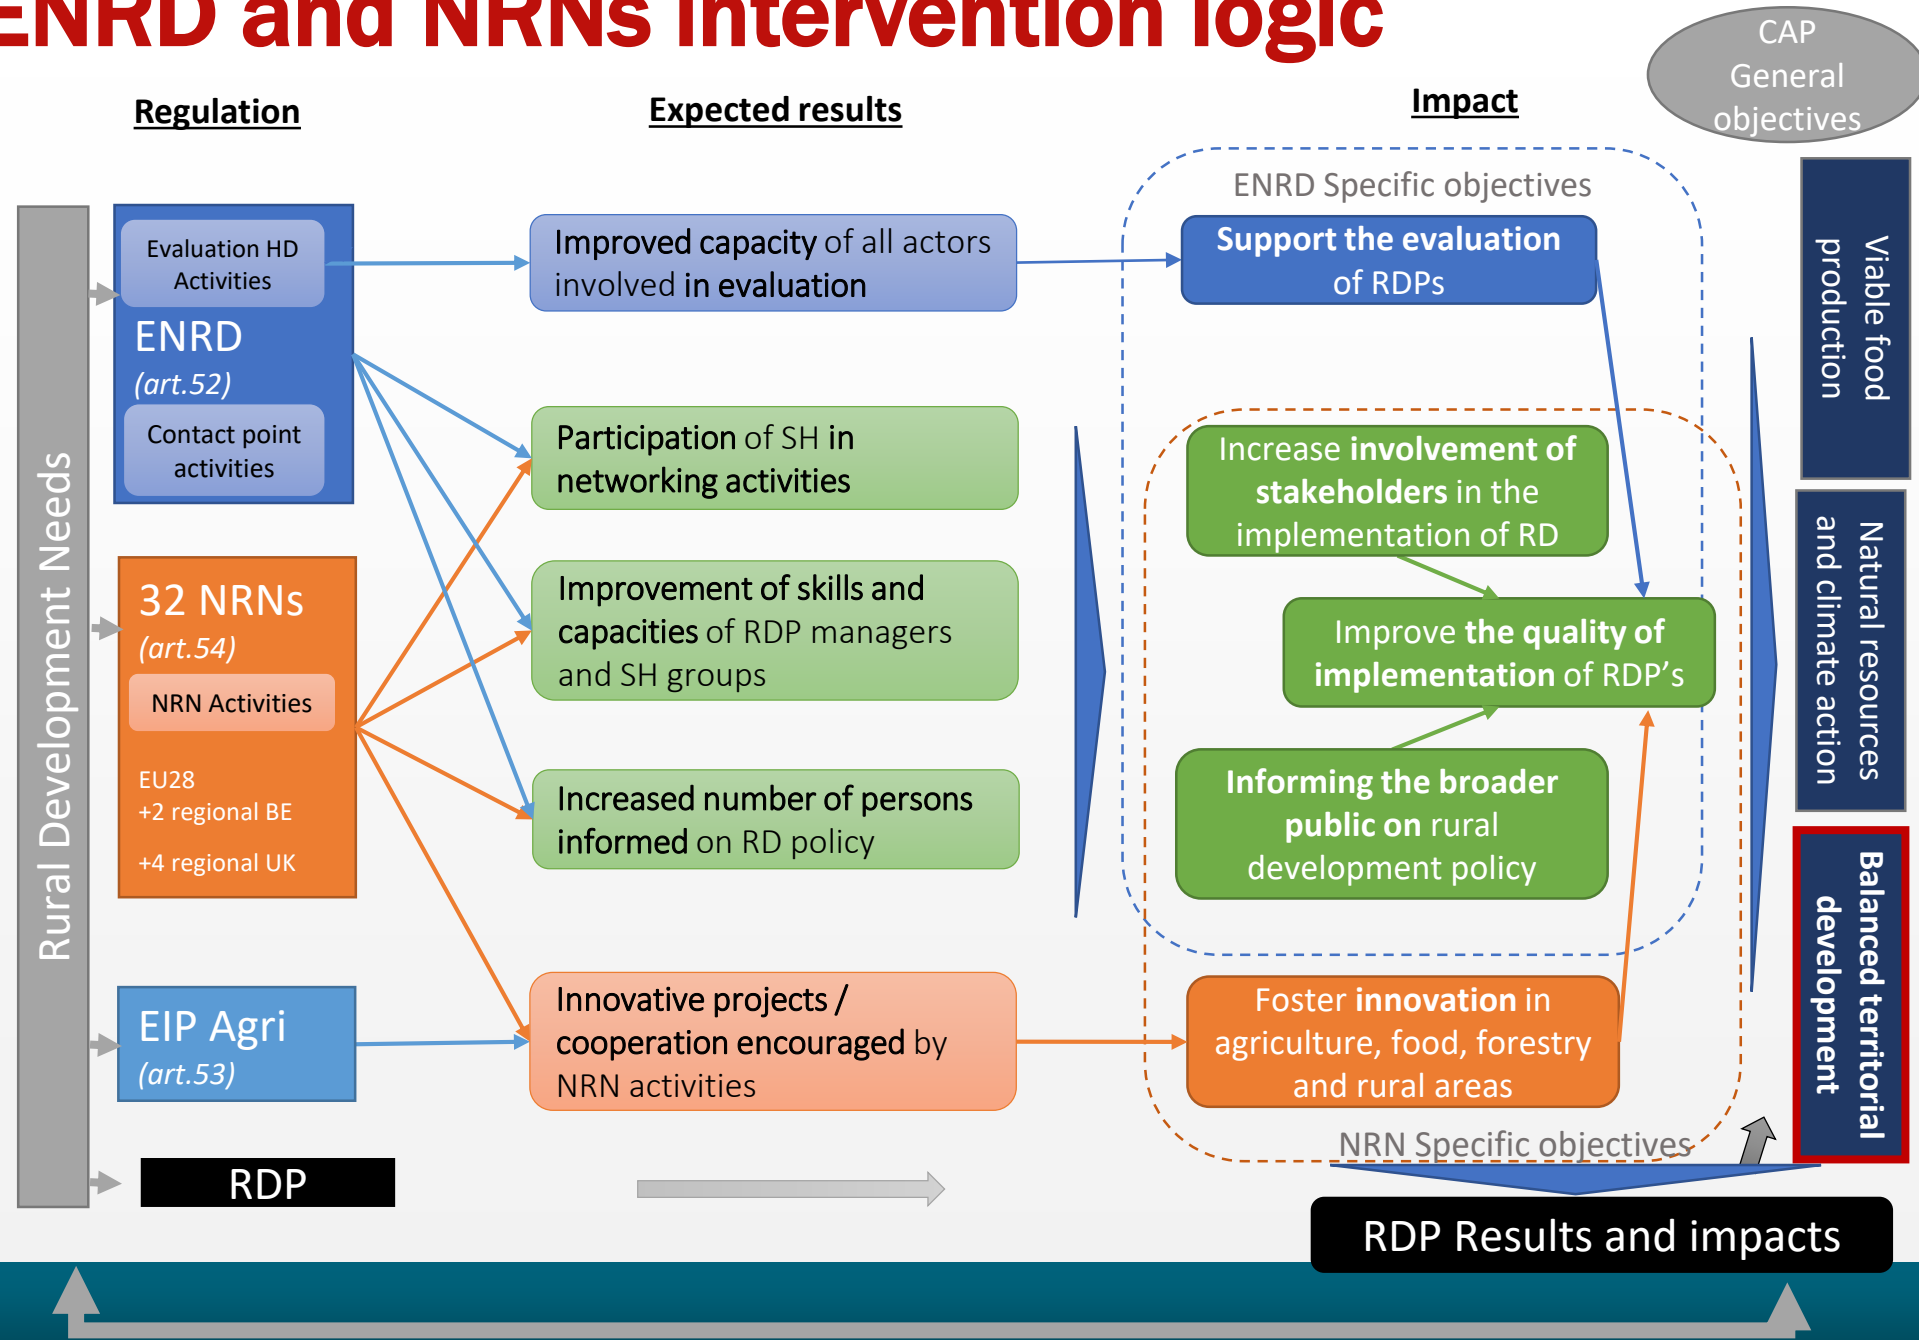 ENRD and NRNs intervention logic
CAP
General
objectives
Regulation
Expected results
Impact
Rural Development Needs
Evaluation HD
Activities
ENRD
(art.52)
Contact point
activities
32 NRNs
(art.54)
NRN Activities
EU28
+2 regional BE
+4 regional UK
EIP Agri
(art.53)
RDP
Improved capacity of all actors
involved in evaluation
Participation of SH in
networking activities
Improvement of skills and
capacities of RDP managers
and SH groups
Increased number of persons
informed on RD policy
Innovative projects /
cooperation encouraged by
NRN activities
ENRD Specific objectives
Support the evaluation
of RDPs
Increase involvement of
stakeholders in the
implementation of RD
Improve the quality of
implementation of RDP's
Informing the broader
public on rural
development policy
Foster innovation in
agriculture, food, forestry
and rural areas
NRN Specific objectives
RDP Results and impacts
Viable food
production
Natural resources
and climate action
Balanced territorial
development